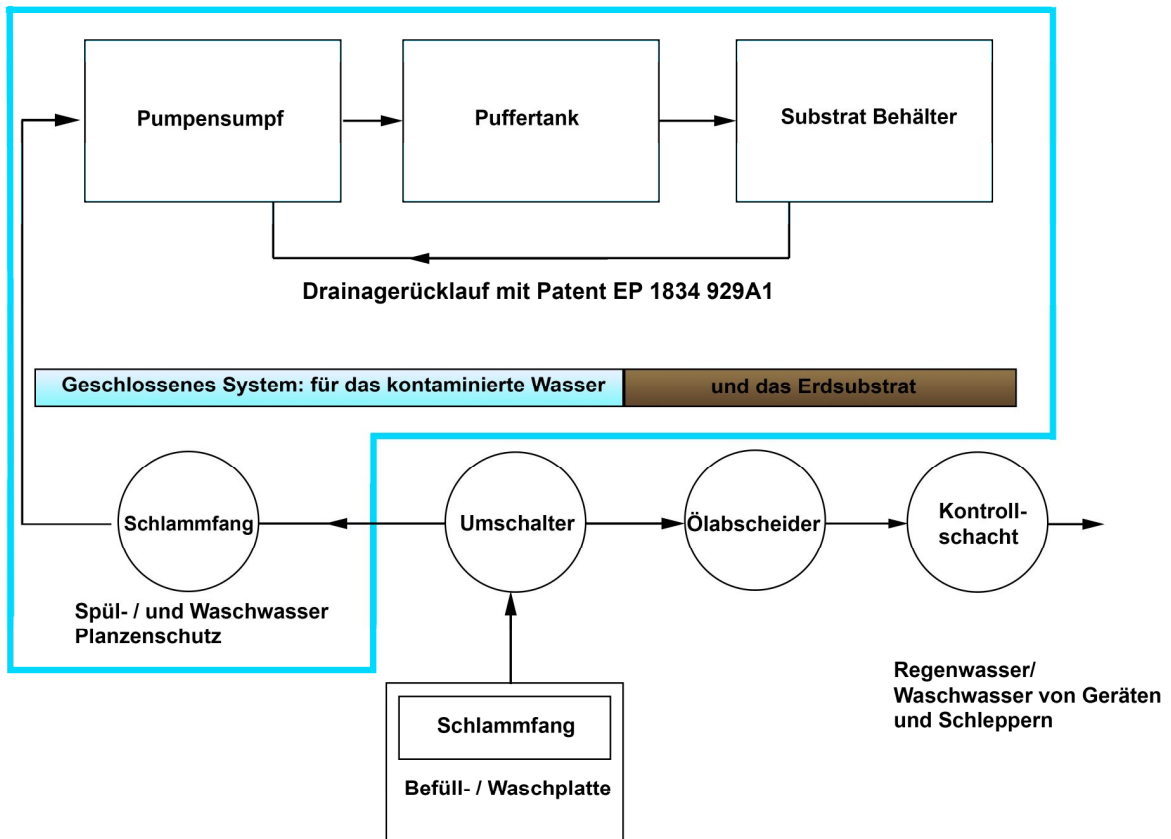 Pumpensumpf
Puffertank
Substrat Behälter
Drainagerücklauf mit Patent EP 1834 929A1
Geschlossenes System: für das kontaminierte Wasser
und das Erdsubstrat
Schlammfang
Umschalter
Ölabscheider
Kontroll-
schacht
Spül- / und Waschwasser
Planzenschutz
Regenwasser/
Waschwasser von Geräten
und Schleppern
Schlammfang
Befüll- / Waschplatte